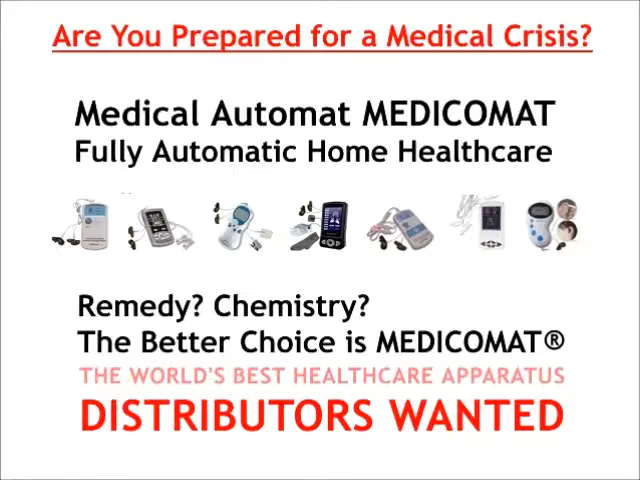 Are You Prepared for a Medical Crisis?
Medical Automat MEDICOMAT
Fully Automatic Home Healthcare
Remedy? Chemistry?
The Better Choice is MEDICOMAT®
THE WORLD'S BEST HEALTHCARE APPARATUS
DISTRIBUTORS WANTED